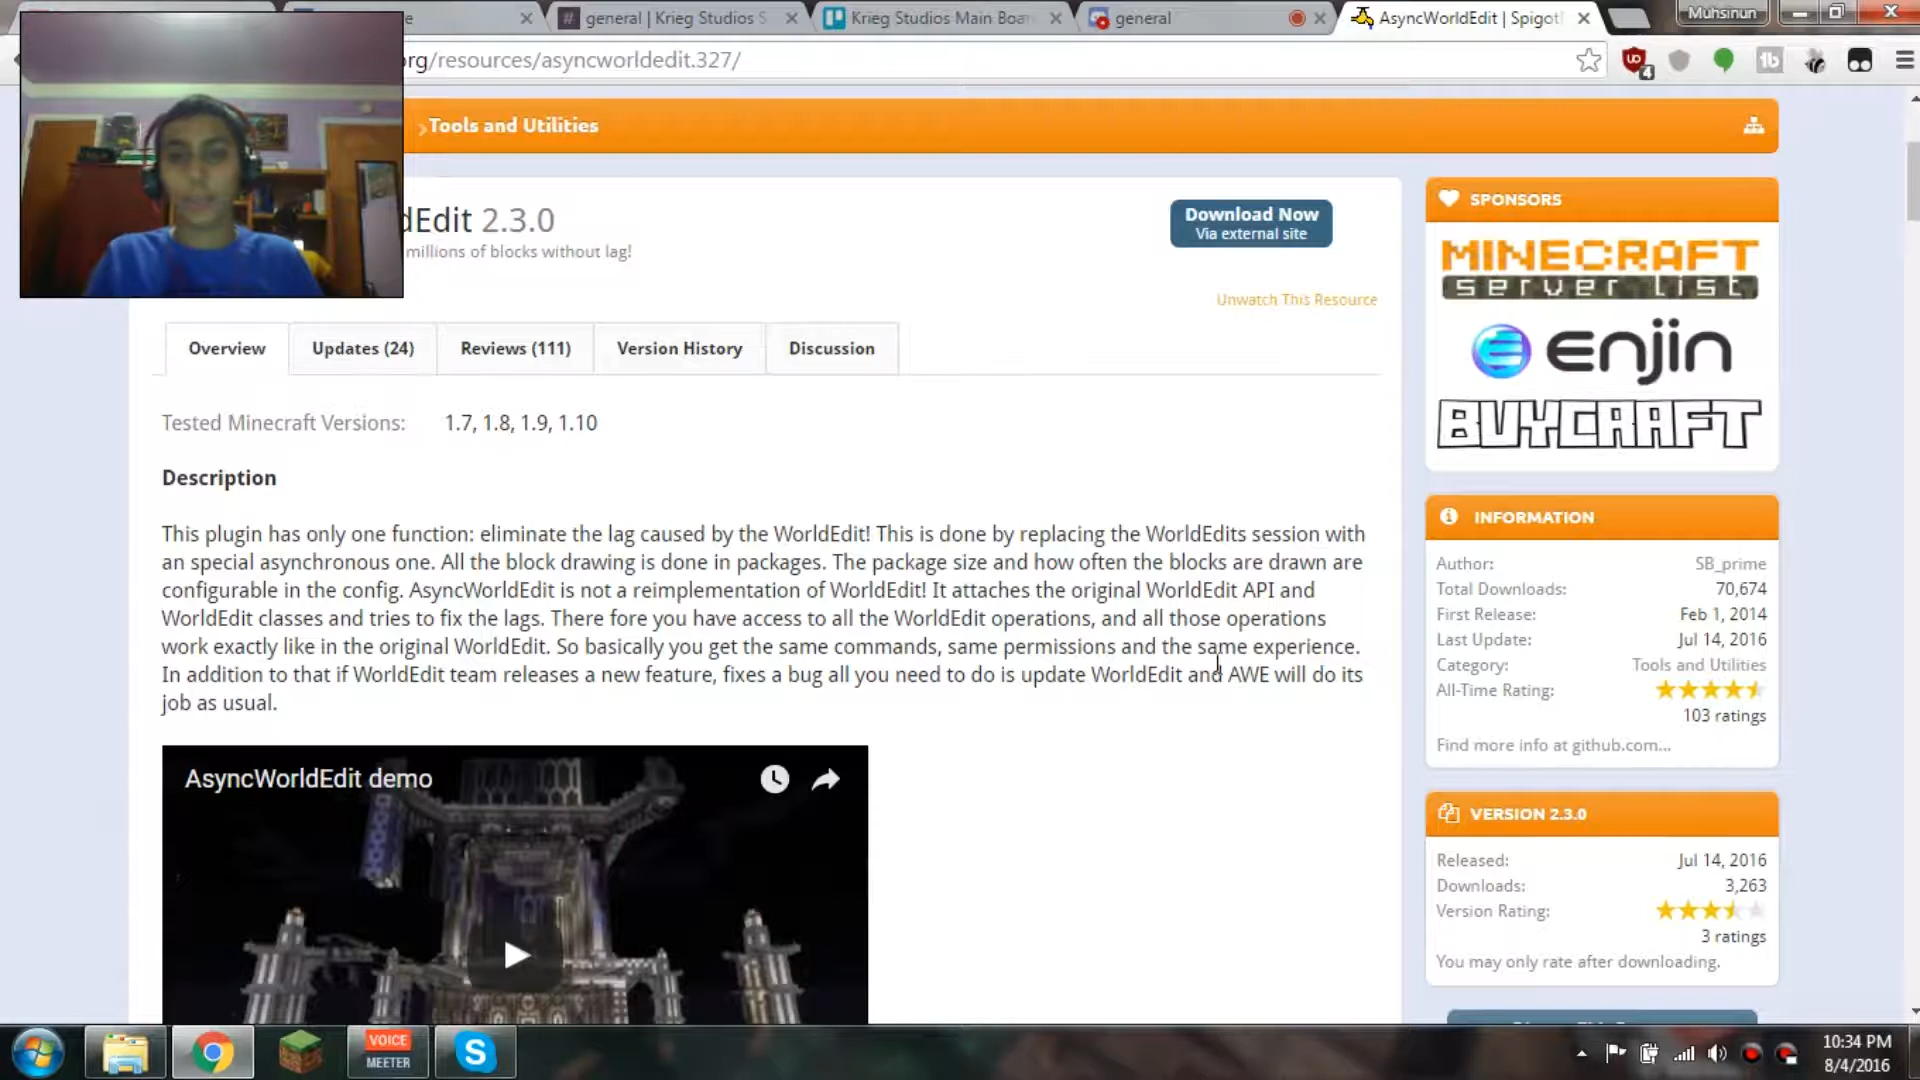 general | Krieg Studios S
Krieg Studios Main Boar
general
AsyncWorldEdit | Spigot
Muhsinun
org/resources/asyncworldedit.327/
4
Tools and Utilities
dEdit 2.3.0
millions of blocks without lag!
Download Now
Via external site
Unwatch This Resource
Overview
Updates (24)
Reviews (111)
Version History
Discussion
Tested Minecraft Versions: 1.7, 1.8, 1.9, 1.10
Description
This plugin has only one function: eliminate the lag caused by the WorldEdit! This is done by replacing the WorldEdits session with
an special asynchronous one. All the block drawing is done in packages. The package size and how often the blocks are drawn are
configurable in the config. AsyncWorldEdit is not a reimplementation of WorldEdit! It attaches the original WorldEdit API and
WorldEdit classes and tries to fix the lags. There fore you have access to all the WorldEdit operations, and all those operations
work exactly like in the original WorldEdit. So basically you get the same commands, same permissions and the same experience.
In addition to that if WorldEdit team releases a new feature, fixes a bug all you need to do is update WorldEdit and AWE will do its
job as usual.
AsyncWorldEdit demo
SPONSORS
MINECRAFT
server list
enjin
BUYCRAFT
INFORMATION
Author: SB_prime
Total Downloads: 70,674
First Release: Feb 1, 2014
Last Update: Jul 14, 2016
Category: Tools and Utilities
All-Time Rating:
103 ratings
Find more info at github.com...
VERSION 2.3.0
Released: Jul 14, 2016
Downloads: 3,263
Version Rating:
3 ratings
You may only rate after downloading.
VOICE
MEETER
10:34 PM
8/4/2016